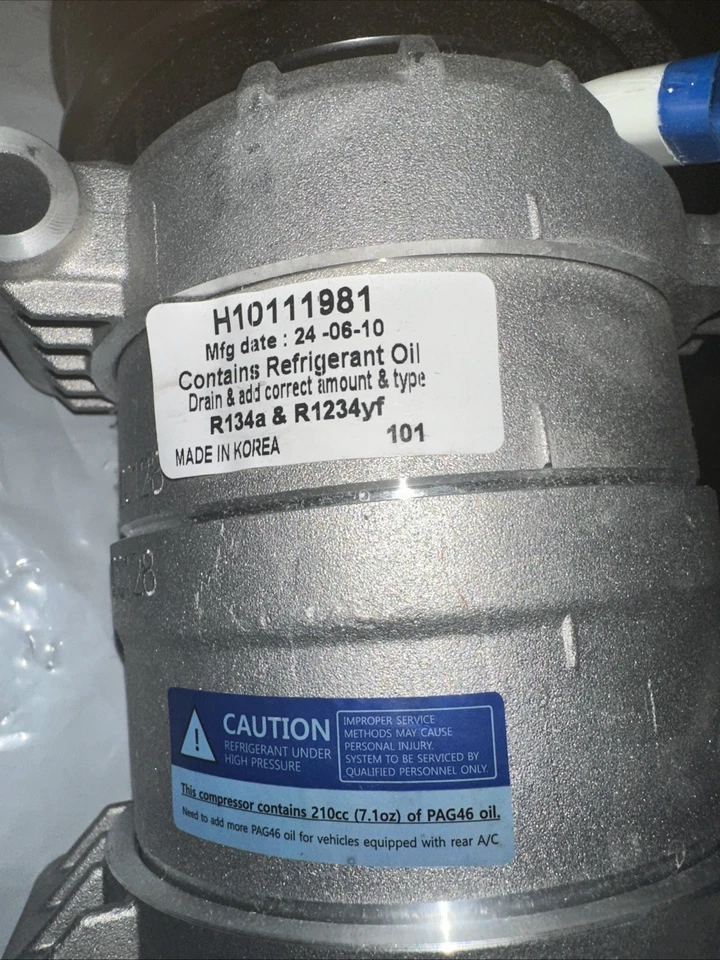 H10111981
Mfg date : 24 -06-10
Contains Refrigerant Oil
Drain & add correct amount & type
R134a & R1234yf
MADE IN KOREA 101
CAUTION
REFRIGERANT UNDER
HIGH PRESSURE
IMPROPER SERVICE
METHODS MAY CAUSE
PERSONAL INJURY.
SYSTEM TO BE SERVICED BY
QUALIFIED PERSONNEL ONLY.
This compressor contains 210cc (7.1oz) of PAG46 oil.
Need to add more PAG46 oil for vehicles equipped with rear A/C